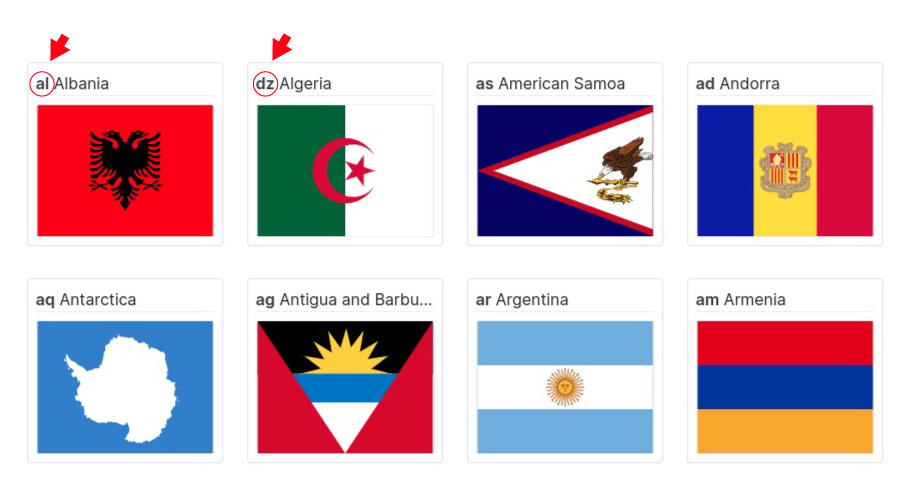 al Albania
dz Algeria
as American Samoa
ad Andorra
aq Antarctica
ag Antigua and Barbu...
ar Argentina
am Armenia